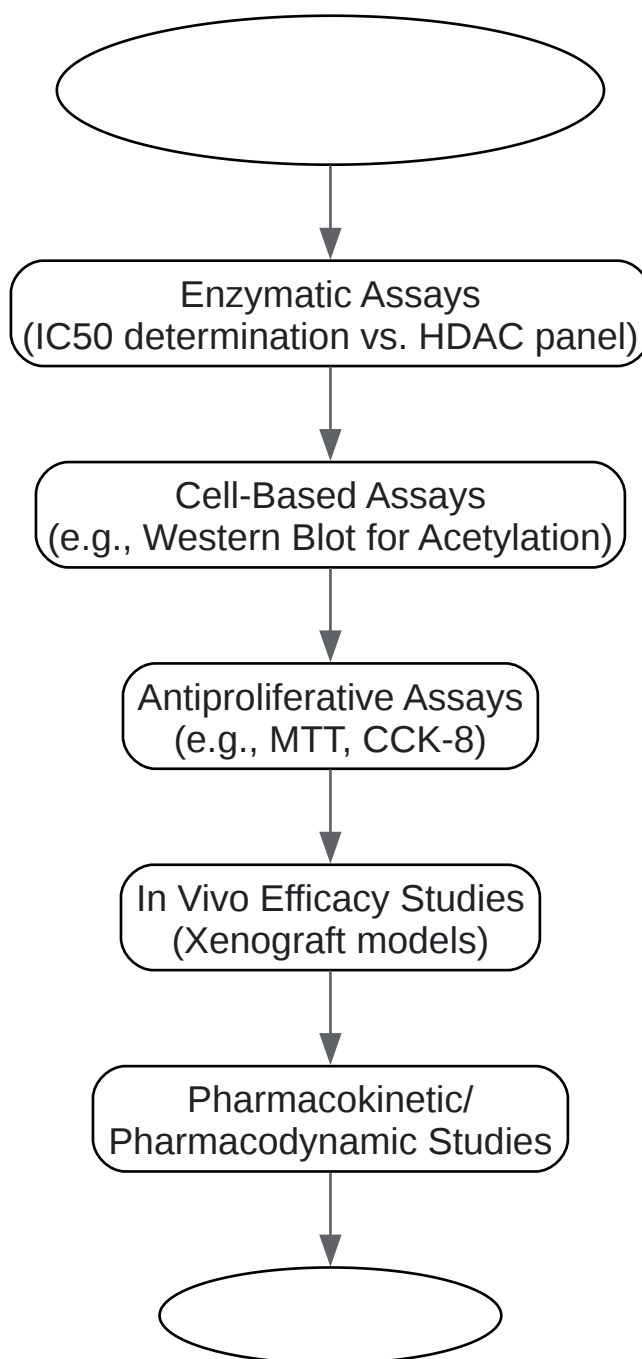 Enzymatic Assays
(IC50 determination vs. HDAC panel)
Cell-Based Assays
(e.g., Western Blot for Acetylation)
Antiproliferative Assays
(e.g., MTT, CCK-8)
In Vivo Efficacy Studies
(Xenograft models)
Pharmacokinetic/
Pharmacodynamic Studies